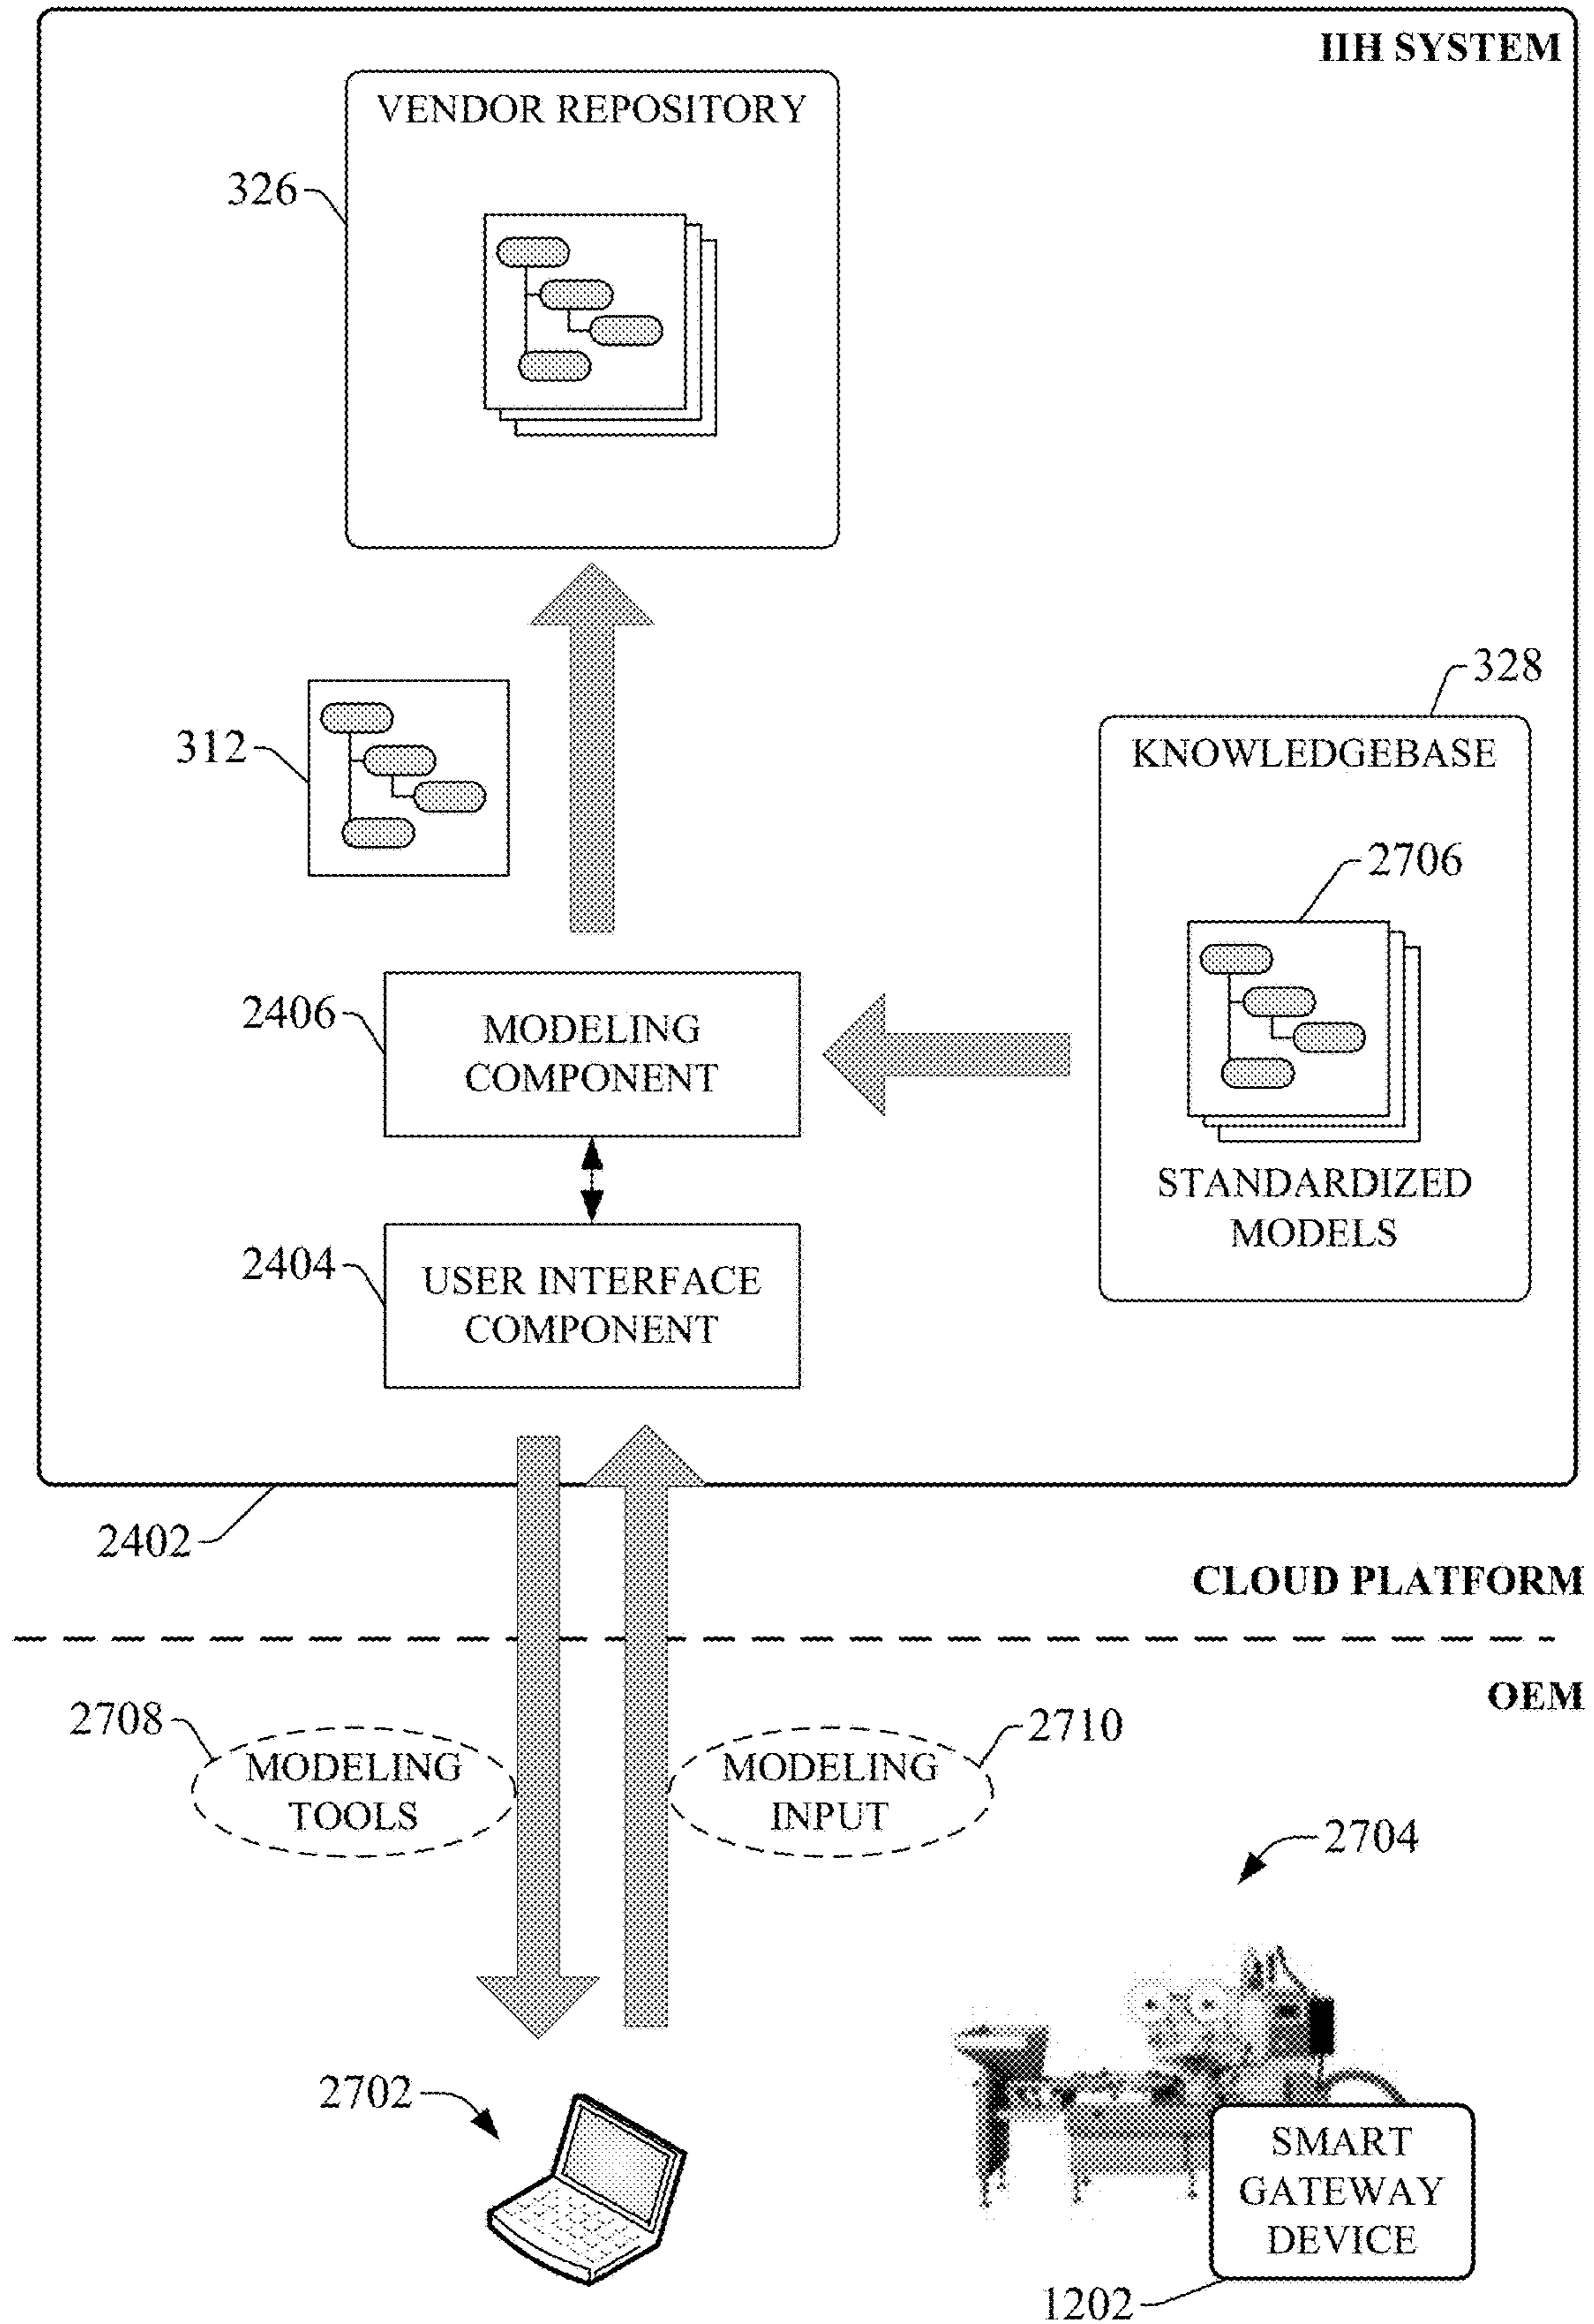 IIH SYSTEM
VENDOR REPOSITORY
326
328
312
KNOWLEDGEBASE
2706
2406
MODELING
COMPONENT
STANDARDIZED
MODELS
2404
USER INTERFACE
COMPONENT
2402
CLOUD PLATFORM
OEM
2708
MODELING
TOOLS
2710
MODELING
INPUT
2704
2702
SMART
GATEWAY
DEVICE
1202